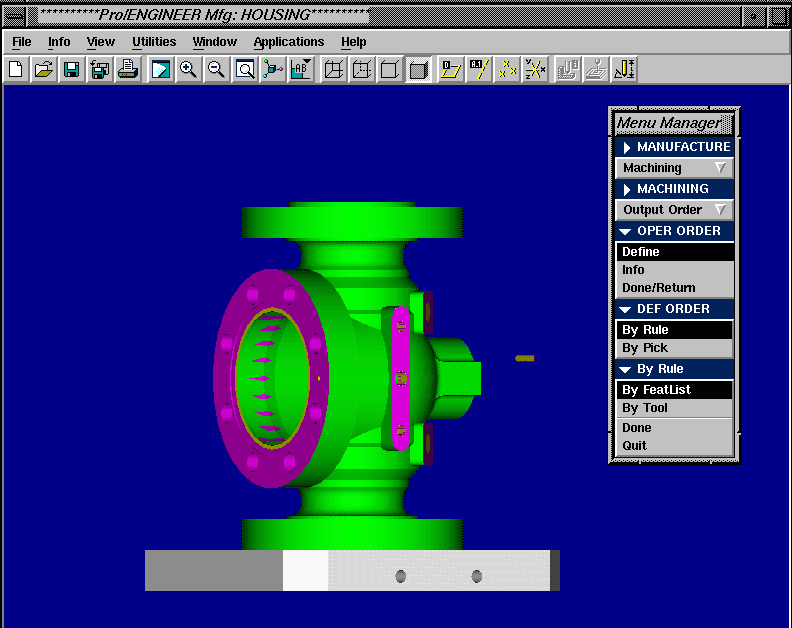 **********Pro/ENGINEER Mfg: HOUSING**********
File Info View Utilities Window Applications Help
Menu Manager
MANUFACTURE
Machining
MACHINING
Output Order
OPER ORDER
Define
Info
Done/Return
DEF ORDER
By Rule
By Pick
By Rule
By FeatList
By Tool
Done
Quit